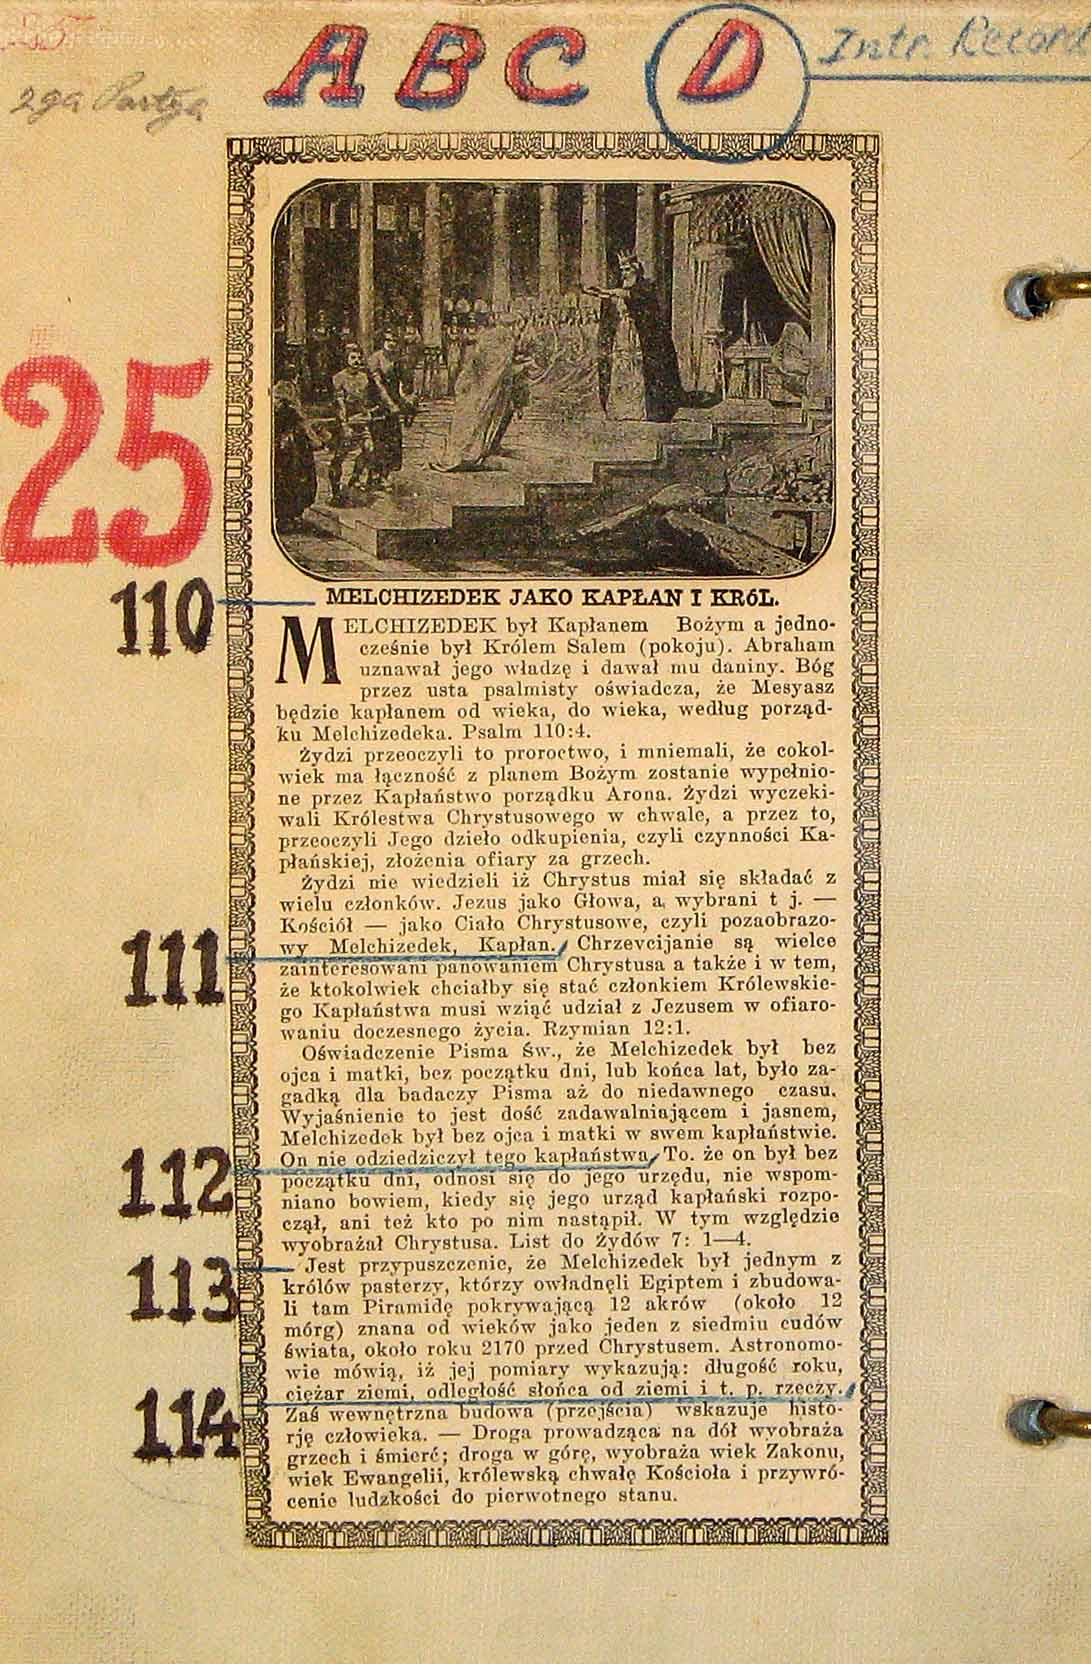 25
A B C D Intr. Record
2ga Partya
25
110
MELCHIZEDEK JAKO KAPŁAN I KRÓL.
MELCHIZEDEK był Kapłanem Bożym a jedno-
cześnie był Królem Salem (pokoju). Abraham
uznawał jego władzę i dawał mu daniny. Bóg
przez usta psalmisty oświadcza, że Mesyasz
będzie kapłanem od wieka, do wieka, według porząd-
ku Melchizedeka. Psalm 110:4.
Żydzi przeoczyli to proroctwo, i mniemali, że cokol-
wiek ma łączność z planem Bożym zostanie wypełnio-
ne przez Kapłaństwo porządku Arona. Żydzi wyczeki-
wali Królestwa Chrystusowego w chwale, a przez to,
przeoczyli Jego dzieło odkupienia, czyli czynności Ka-
płańskiej, złożenia ofiary za grzech.
Żydzi nie wiedzieli iż Chrystus miał się składać z
wielu członków. Jezus jako Głowa, a, wybrani t j. —
Kościół — jako Ciało Chrystusowe, czyli pozaobrazo-
111
wy Melchizedek, Kapłan. Chrzevcijanie są wielce
zainteresowani panowaniem Chrystusa a także i w tem,
że ktokolwiek chciałby się stać członkiem Królewskie-
go Kapłaństwa musi wziąć udział z Jezusem w ofiaro-
waniu doczesnego życia. Rzymian 12:1.
Oświadczenie Pisma Św., że Melchizedek był bez
ojca i matki, bez początku dni, lub końca lat, było za-
gadką dla badaczy Pisma aż do niedawnego czasu.
Wyjaśnienie to jest dość zadawalniającem i jasnem,
Melchizedek był bez ojca i matki w swem kapłaństwie.
112
On nie odziedziczył tego kapłaństwa, To. że on był bez
początku dni, odnosi się do jego urzędu, nie wspom-
niano bowiem, kiedy się jego urząd kapłański rozpo-
czął, ani też kto po nim nastąpił. W tym względzie
wyobrażał Chrystusa. List do Żydów 7: 1—4.
113
Jest przypuszczenie, że Melchizedek był jednym z
królów pasterzy, którzy owładnęli Egiptem i zbudowa-
li tam Piramidę pokrywającą 12 akrów (około 12
mórg) znana od wieków jako jeden z siedmiu cudów
świata, około roku 2170 przed Chrystusem. Astronomo-
wie mówią, iż jej pomiary wykazują: długość roku,
114
ciężar ziemi, odległość słońca od ziemi i t. p. rzeczy.
Zaś wewnętrzna budowa (przejścia) wskazuje histo-
rję człowieka. — Droga prowadząca na dół wyobraża
grzech i śmierć; droga w górę, wyobraża wiek Zakonu,
wiek Ewangelii, królewską chwałę Kościoła i przywró-
cenie ludzkości do pierwotnego stanu.